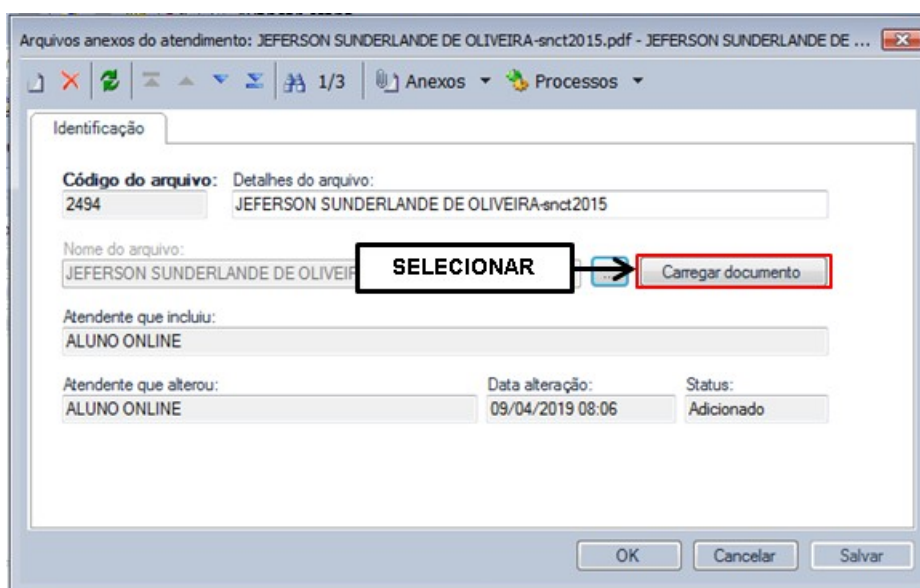 Arquivos anexos do atendimento: JEFERSON SUNDERLANDE DE OLIVEIRA-snct2015.pdf - JEFERSON SUNDERLANDE DE ...
1/3 Anexos Processos
Identificação
Código do arquivo: Detalhes do arquivo:
2494 JEFERSON SUNDERLANDE DE OLIVEIRA-snct2015
Nome do arquivo:
JEFERSON SUNDERLANDE DE OLIVEIR SELECIONAR ... Carregar documento
Atendente que incluiu:
ALUNO ONLINE
Atendente que alterou: Data alteração: Status:
ALUNO ONLINE 09/04/2019 08:06 Adicionado
OK Cancelar Salvar